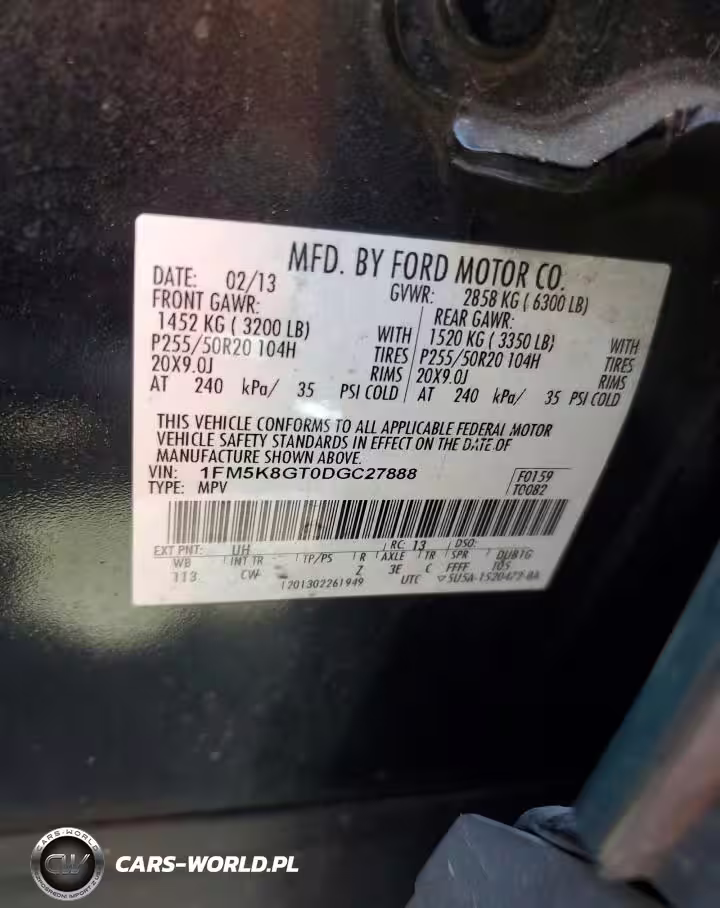 MFD. BY FORD MOTOR CO.
DATE: 02/13
GVWR: 2858 KG ( 6300 LB)
FRONT GAWR:
1452 KG ( 3200 LB) WITH
P255/50R20 104H TIRES
20X9.0J RIMS
AT 240 kPa/ 35 PSI COLD
REAR GAWR:
1520 KG ( 3350 LB) WITH
P255/50R20 104H TIRES
20X9.0J RIMS
AT 240 kPa/ 35 PSI COLD
THIS VEHICLE CONFORMS TO ALL APPLICABLE FEDERAL MOTOR
VEHICLE SAFETY STANDARDS IN EFFECT ON THE DATE OF
MANUFACTURE SHOWN ABOVE.
VIN: 1FM5K8GT0DGC27888
TYPE: MPV
F0159
T0082
EXT PNT: UH RC: 13 DSO:
WB INT TR TP/PS R AXLE TR SPR
113 CW Z 3E C FFFF
1201302261949 UTC
CARS-WORLD
CW
CARS-WORLD.PL